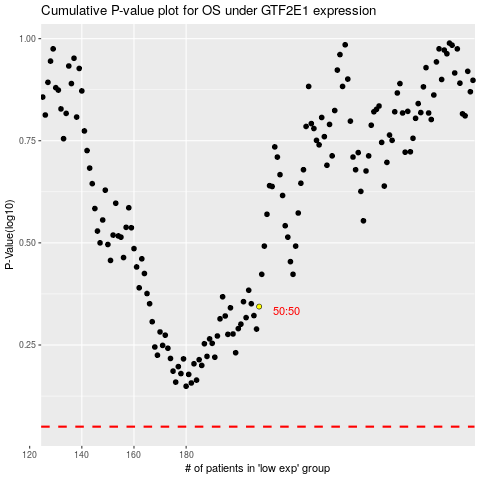 Cumulative P-value plot for OS under GTF2E1 expression
P-Value(log10)
1.00
0.75
0.50
0.25
50:50
120 140 160 180
# of patients in 'low exp' group